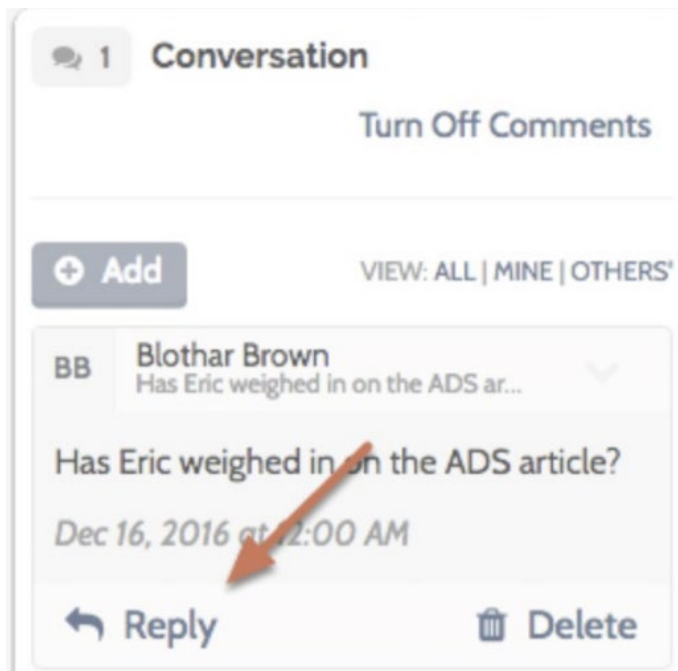 1 Conversation
Turn Off Comments
Add VIEW: ALL | MINE | OTHERS'
BB Blothar Brown
Has Eric weighed in on the ADS ar...
Has Eric weighed in on the ADS article?
Dec 16, 2016 at 12:00 AM
Reply Delete